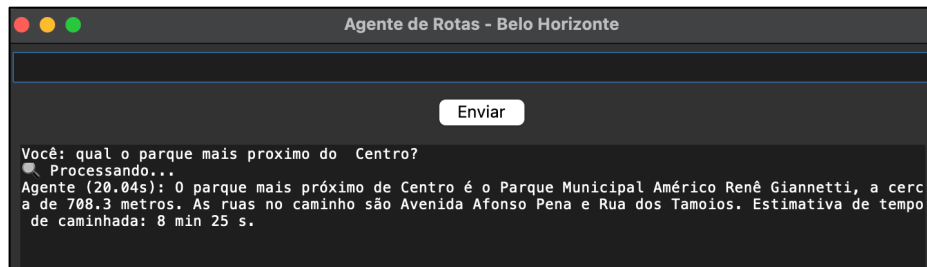 Agente de Rotas - Belo Horizonte
Enviar
Você: qual o parque mais proximo do  Centro?
Processando...
Agente (20.04s): O parque mais próximo de Centro é o Parque Municipal Américo Renê Giannetti, a cerc
a de 708.3 metros. As ruas no caminho são Avenida Afonso Pena e Rua dos Tamoios. Estimativa de tempo
 de caminhada: 8 min 25 s.